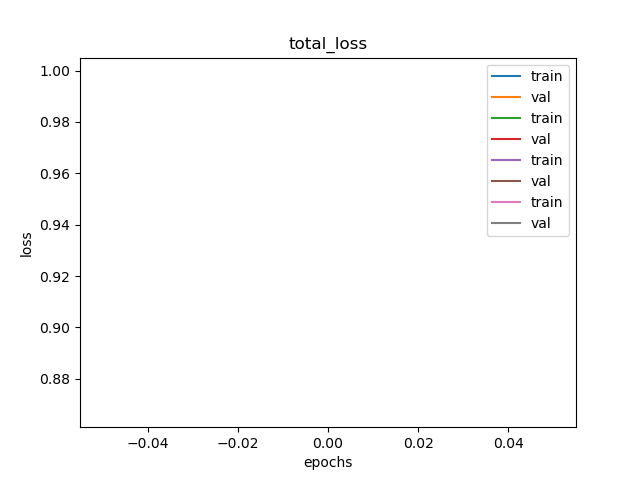 total_loss
1.00
0.98
0.96
0.94
0.92
0.90
0.88
loss
train
val
train
val
train
val
train
val
−0.04
−0.02
0.00
0.02
0.04
epochs